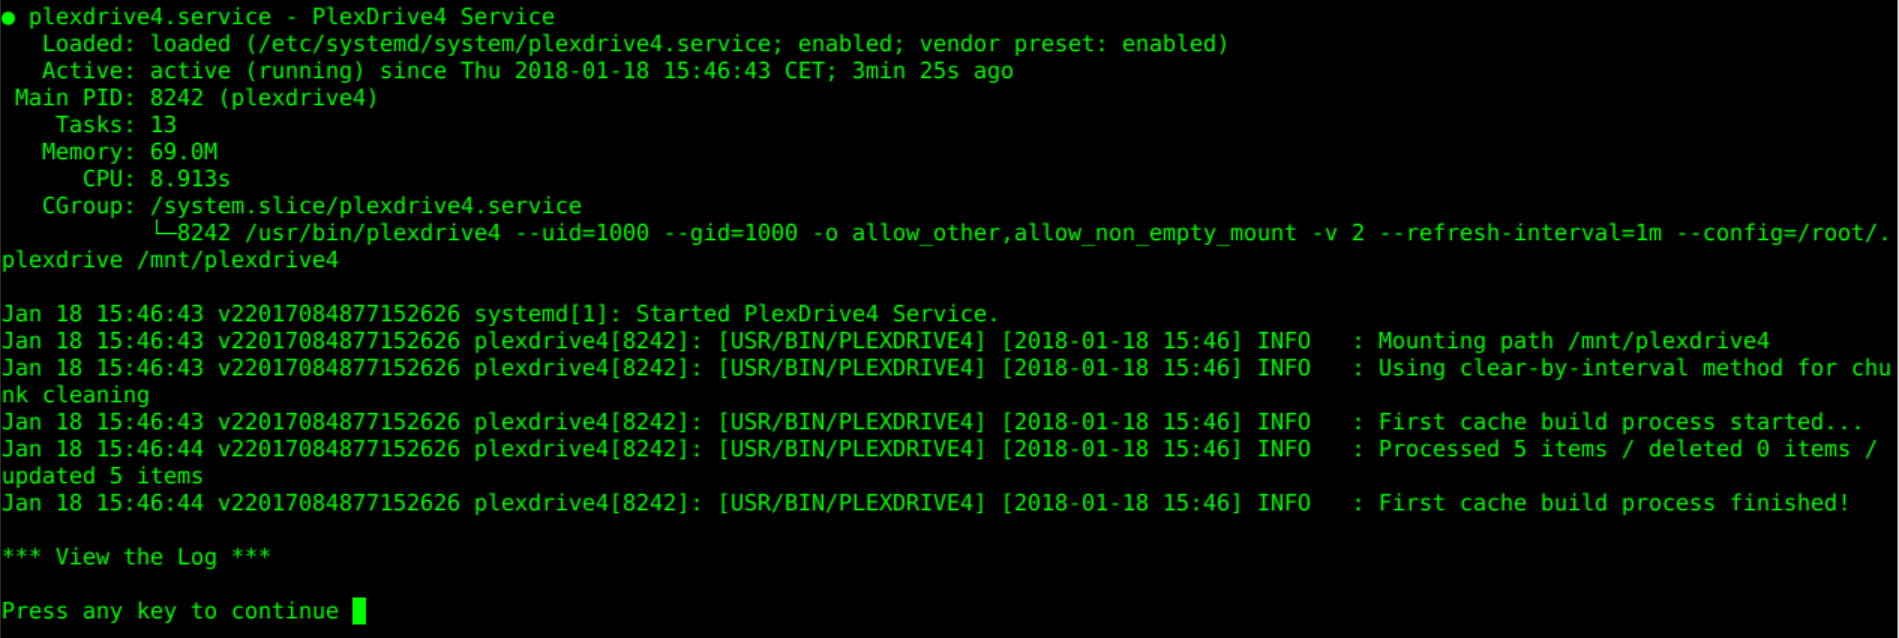 ● plexdrive4.service - PlexDrive4 Service
   Loaded: loaded (/etc/systemd/system/plexdrive4.service; enabled; vendor preset: enabled)
   Active: active (running) since Thu 2018-01-18 15:46:43 CET; 3min 25s ago
 Main PID: 8242 (plexdrive4)
    Tasks: 13
   Memory: 69.0M
      CPU: 8.913s
   CGroup: /system.slice/plexdrive4.service
           └─8242 /usr/bin/plexdrive4 --uid=1000 --gid=1000 -o allow_other,allow_non_empty_mount -v 2 --refresh-interval=1m --config=/root/.
plexdrive /mnt/plexdrive4

Jan 18 15:46:43 v22017084877152626 systemd[1]: Started PlexDrive4 Service.
Jan 18 15:46:43 v22017084877152626 plexdrive4[8242]: [USR/BIN/PLEXDRIVE4] [2018-01-18 15:46] INFO   : Mounting path /mnt/plexdrive4
Jan 18 15:46:43 v22017084877152626 plexdrive4[8242]: [USR/BIN/PLEXDRIVE4] [2018-01-18 15:46] INFO   : Using clear-by-interval method for chu
nk cleaning
Jan 18 15:46:43 v22017084877152626 plexdrive4[8242]: [USR/BIN/PLEXDRIVE4] [2018-01-18 15:46] INFO   : First cache build process started...
Jan 18 15:46:44 v22017084877152626 plexdrive4[8242]: [USR/BIN/PLEXDRIVE4] [2018-01-18 15:46] INFO   : Processed 5 items / deleted 0 items /
updated 5 items
Jan 18 15:46:44 v22017084877152626 plexdrive4[8242]: [USR/BIN/PLEXDRIVE4] [2018-01-18 15:46] INFO   : First cache build process finished!

*** View the Log ***

Press any key to continue